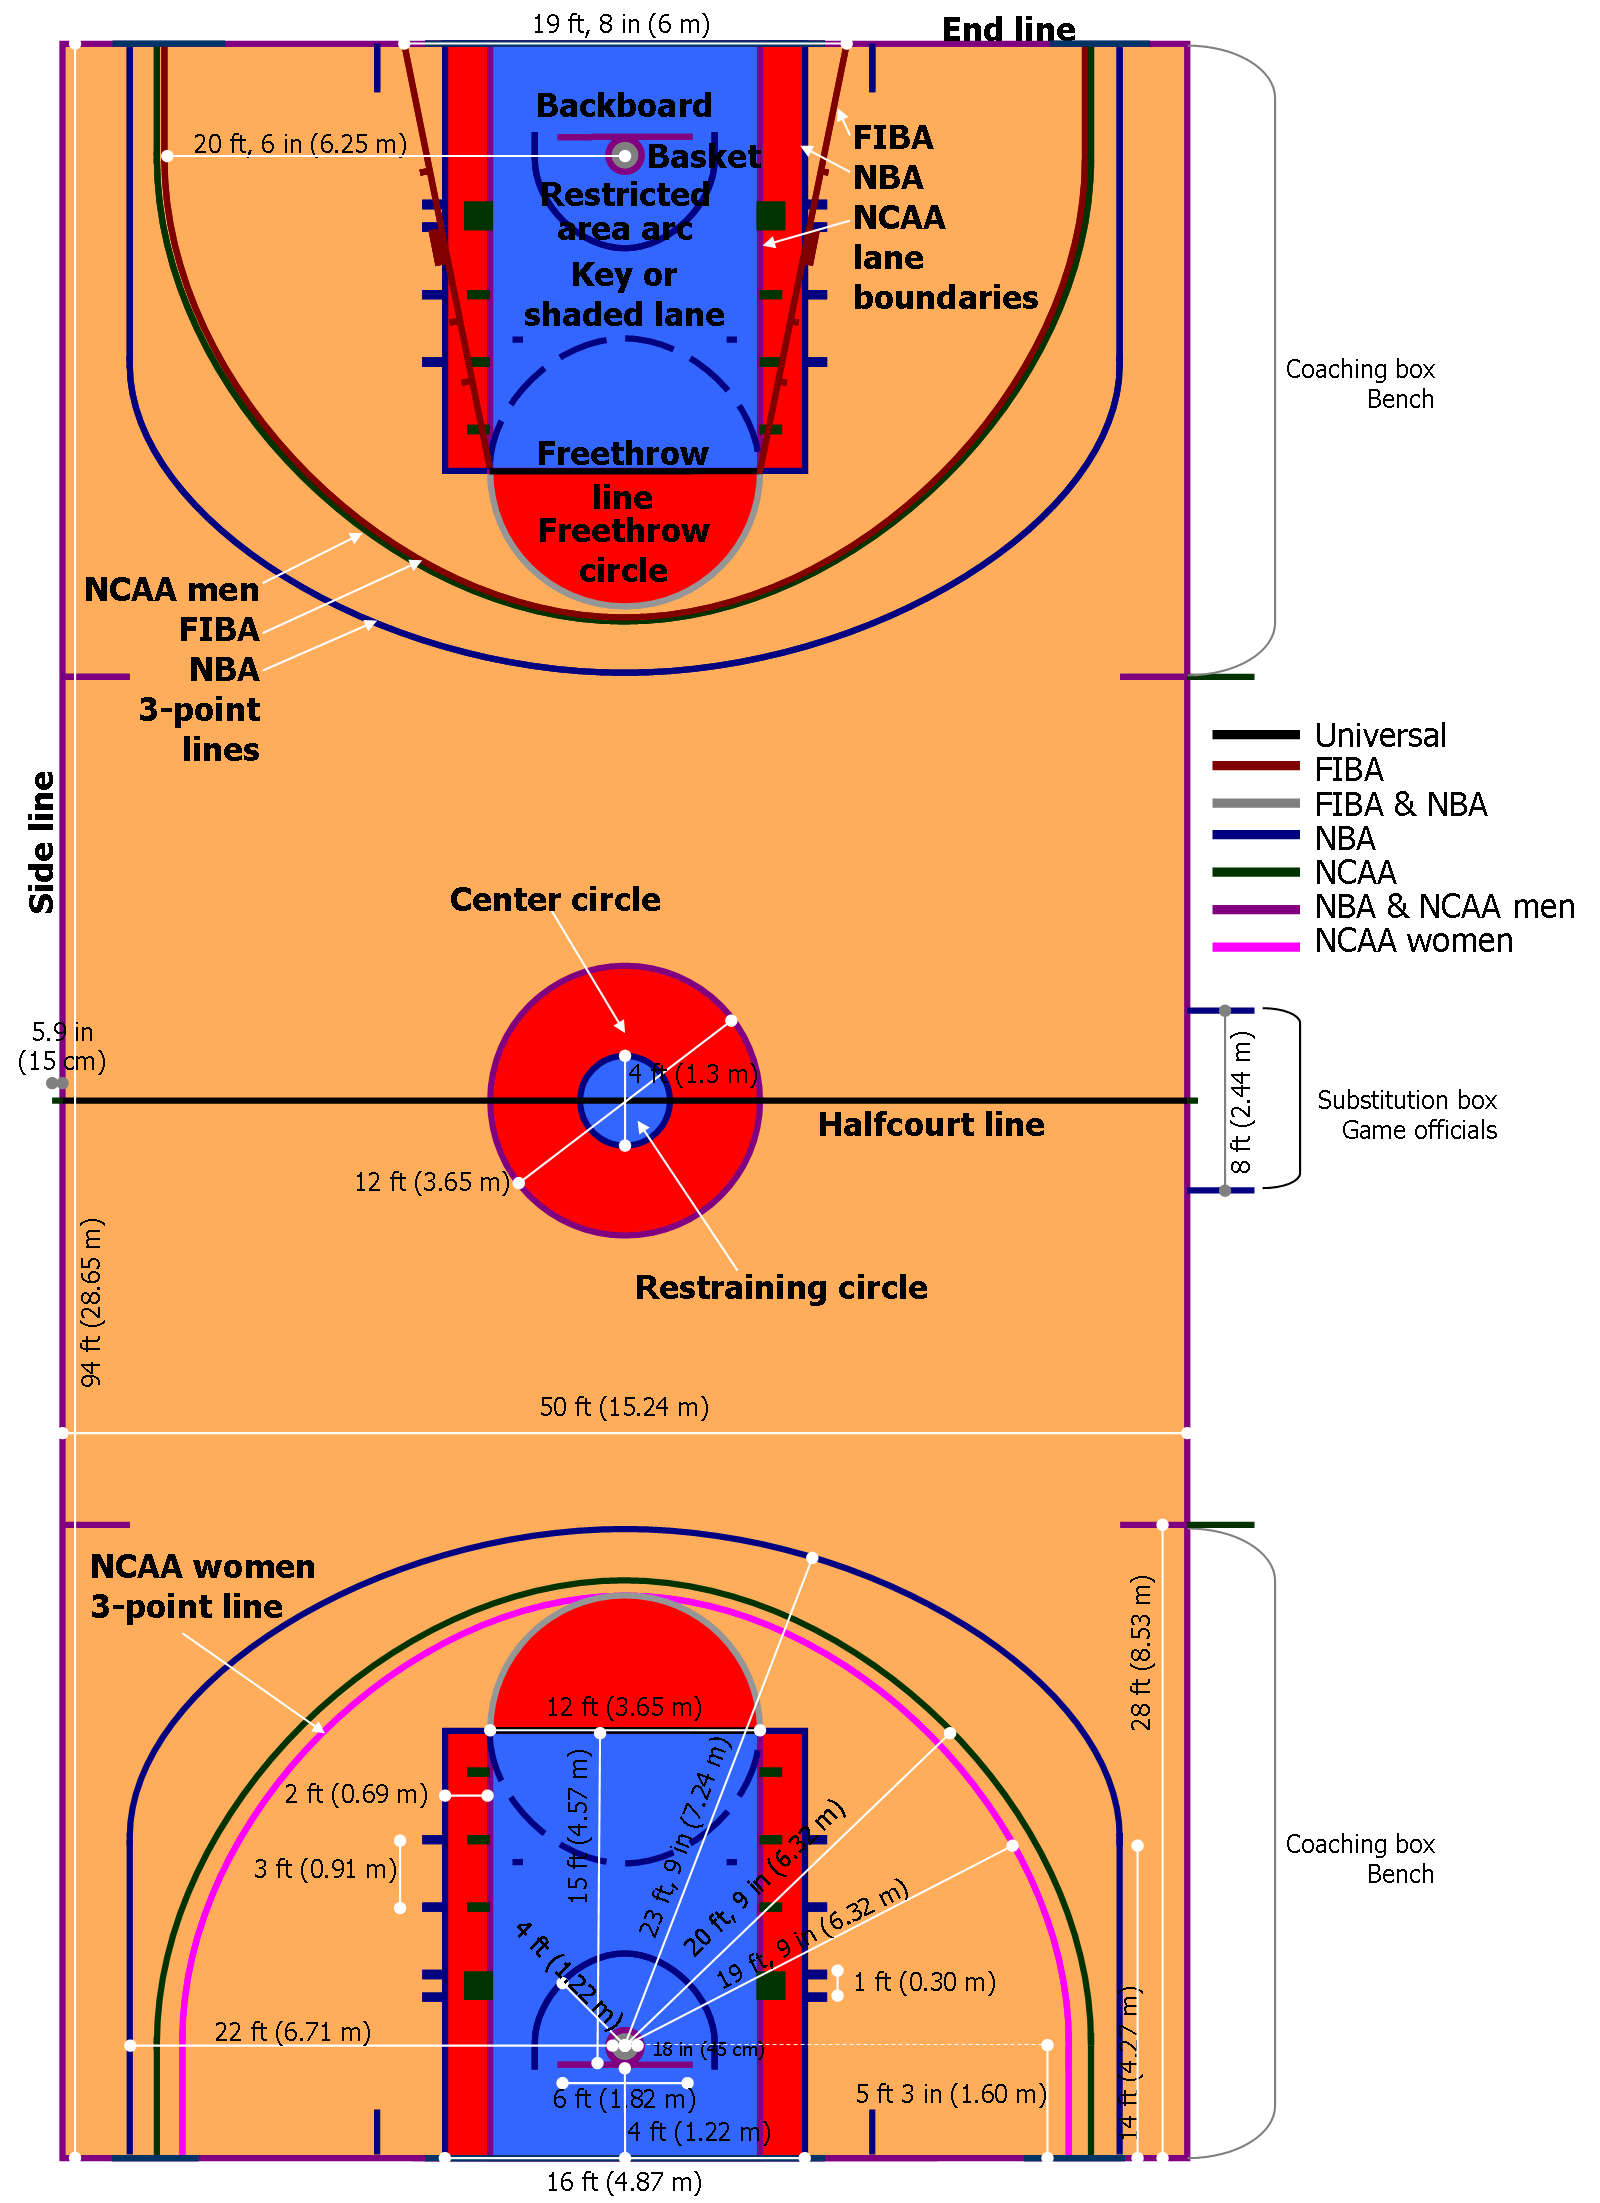 19 ft, 8 in (6 m)
End line
Backboard
20 ft, 6 in (6.25 m)
Basket
Restricted
area arc
Key or
shaded lane
FIBA
NBA
NCAA
lane
boundaries
Coaching box
Bench
Freethrow
line
Freethrow
circle
NCAA men
FIBA
NBA
3-point
lines
Side line
Universal
FIBA
FIBA & NBA
NBA
NCAA
NBA & NCAA men
NCAA women
Center circle
5.9 in
(15 cm)
4 ft (1.3 m)
Halfcourt line
12 ft (3.65 m)
8 ft (2.44 m)
Substitution box
Game officials
Restraining circle
94 ft (28.65 m)
50 ft (15.24 m)
NCAA women
3-point line
28 ft (8.53 m)
12 ft (3.65 m)
2 ft (0.69 m)
15 ft (4.57 m)
23 ft, 9 in (7.24 m)
20 ft, 9 in (6.32 m)
19 ft, 9 in (6.32 m)
3 ft (0.91 m)
Coaching box
Bench
4 ft (1.22 m)
1 ft (0.30 m)
22 ft (6.71 m)
18 in (45 cm)
14 ft (4.27 m)
6 ft (1.82 m)
5 ft 3 in (1.60 m)
4 ft (1.22 m)
16 ft (4.87 m)